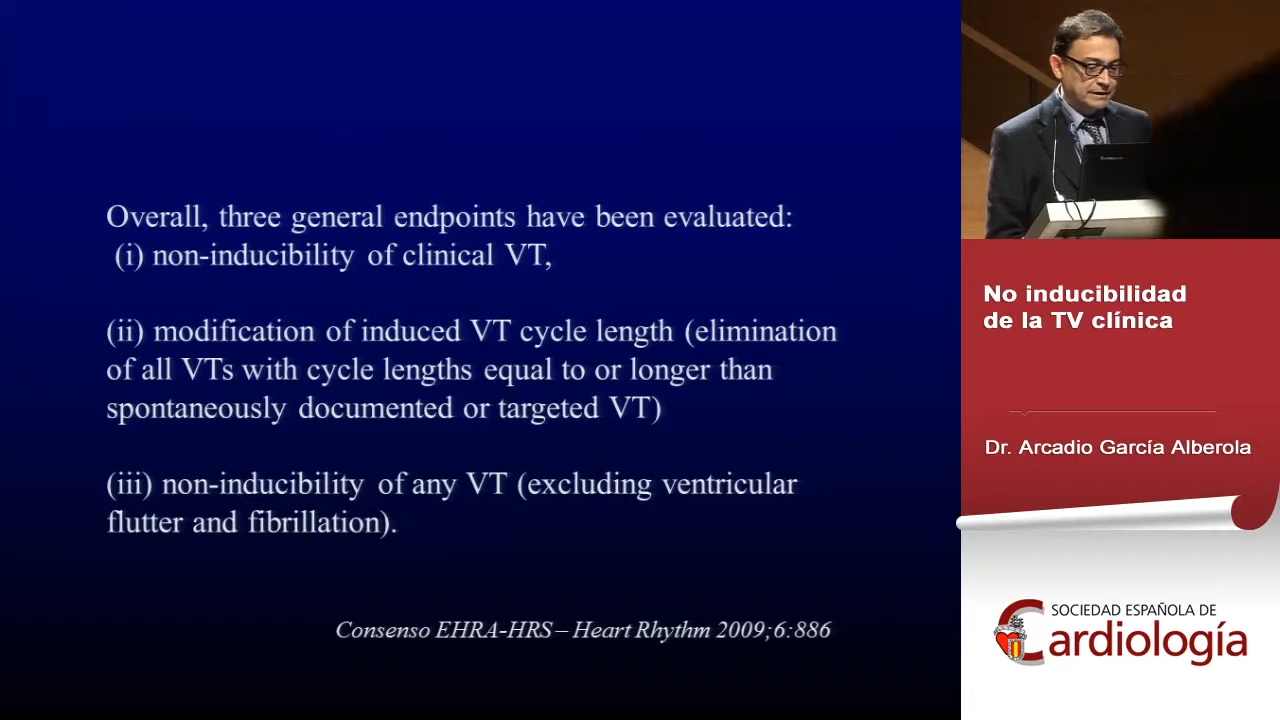 Overall, three general endpoints have been evaluated:
(i) non-inducibility of clinical VT,
(ii) modification of induced VT cycle length (elimination
of all VTs with cycle lengths equal to or longer than
spontaneously documented or targeted VT)
(iii) non-inducibility of any VT (excluding ventricular
flutter and fibrillation).
Consenso EHRA-HRS – Heart Rhythm 2009;6:886
No inducibilidad
de la TV clínica
Dr. Arcadio García Alberola
SOCIEDAD ESPAÑOLA DE
Cardiología